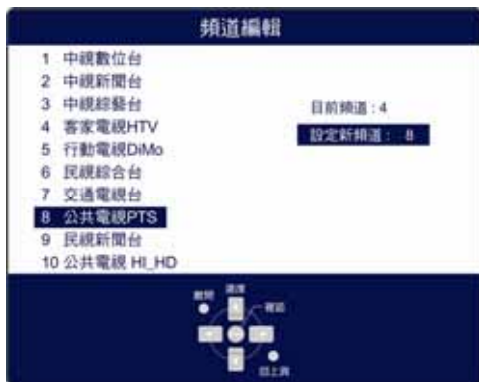 頻道編輯
1 中視數位台
2 中視新聞台
3 中視綜藝台
4 客家電視HTV
5 行動電視DiMo
6 民視綜合台
7 交通電視台
8 公共電視PTS
9 民視新聞台
10 公共電視 HI_HD
目前頻道 : 4
設定新頻道 : 8
離開
選擇
確認
回上頁